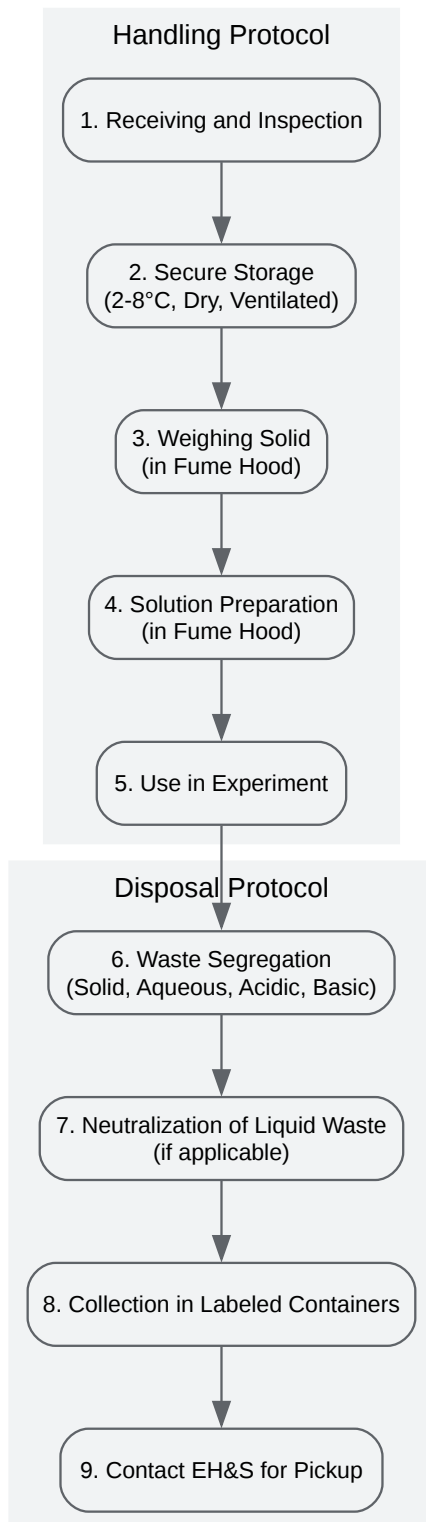 Handling Protocol
1. Receiving and Inspection
2. Secure Storage
(2-8°C, Dry, Ventilated)
3. Weighing Solid
(in Fume Hood)
4. Solution Preparation
(in Fume Hood)
5. Use in Experiment
Disposal Protocol
6. Waste Segregation
(Solid, Aqueous, Acidic, Basic)
7. Neutralization of Liquid Waste
(if applicable)
8. Collection in Labeled Containers
9. Contact EH&S for Pickup